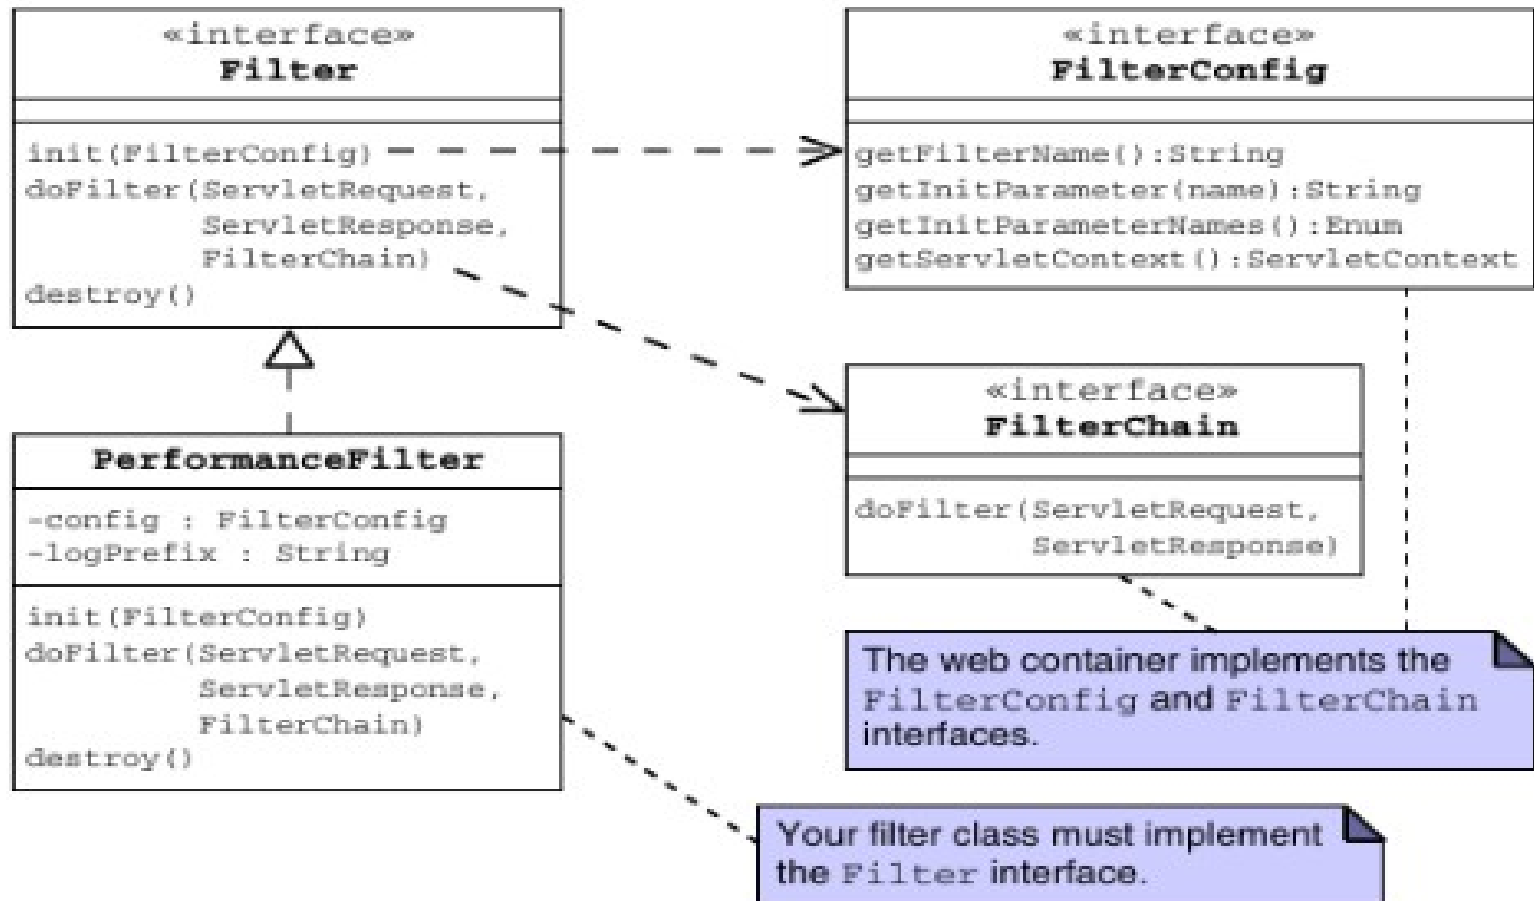 «interface»
Filter
init(FilterConfig)
doFilter(ServletRequest,
ServletResponse,
FilterChain)
destroy()
«interface»
FilterConfig
getFilterName():String
getInitParameter(name):String
getInitParameterNames():Enum
getServletContext():ServletContext
«interface»
FilterChain
doFilter(ServletRequest,
ServletResponse)
PerformanceFilter
-config : FilterConfig
-logPrefix : String
init(FilterConfig)
doFilter(ServletRequest,
ServletResponse,
FilterChain)
destroy()
The web container implements the
FilterConfig and FilterChain
interfaces.
Your filter class must implement
the Filter interface.